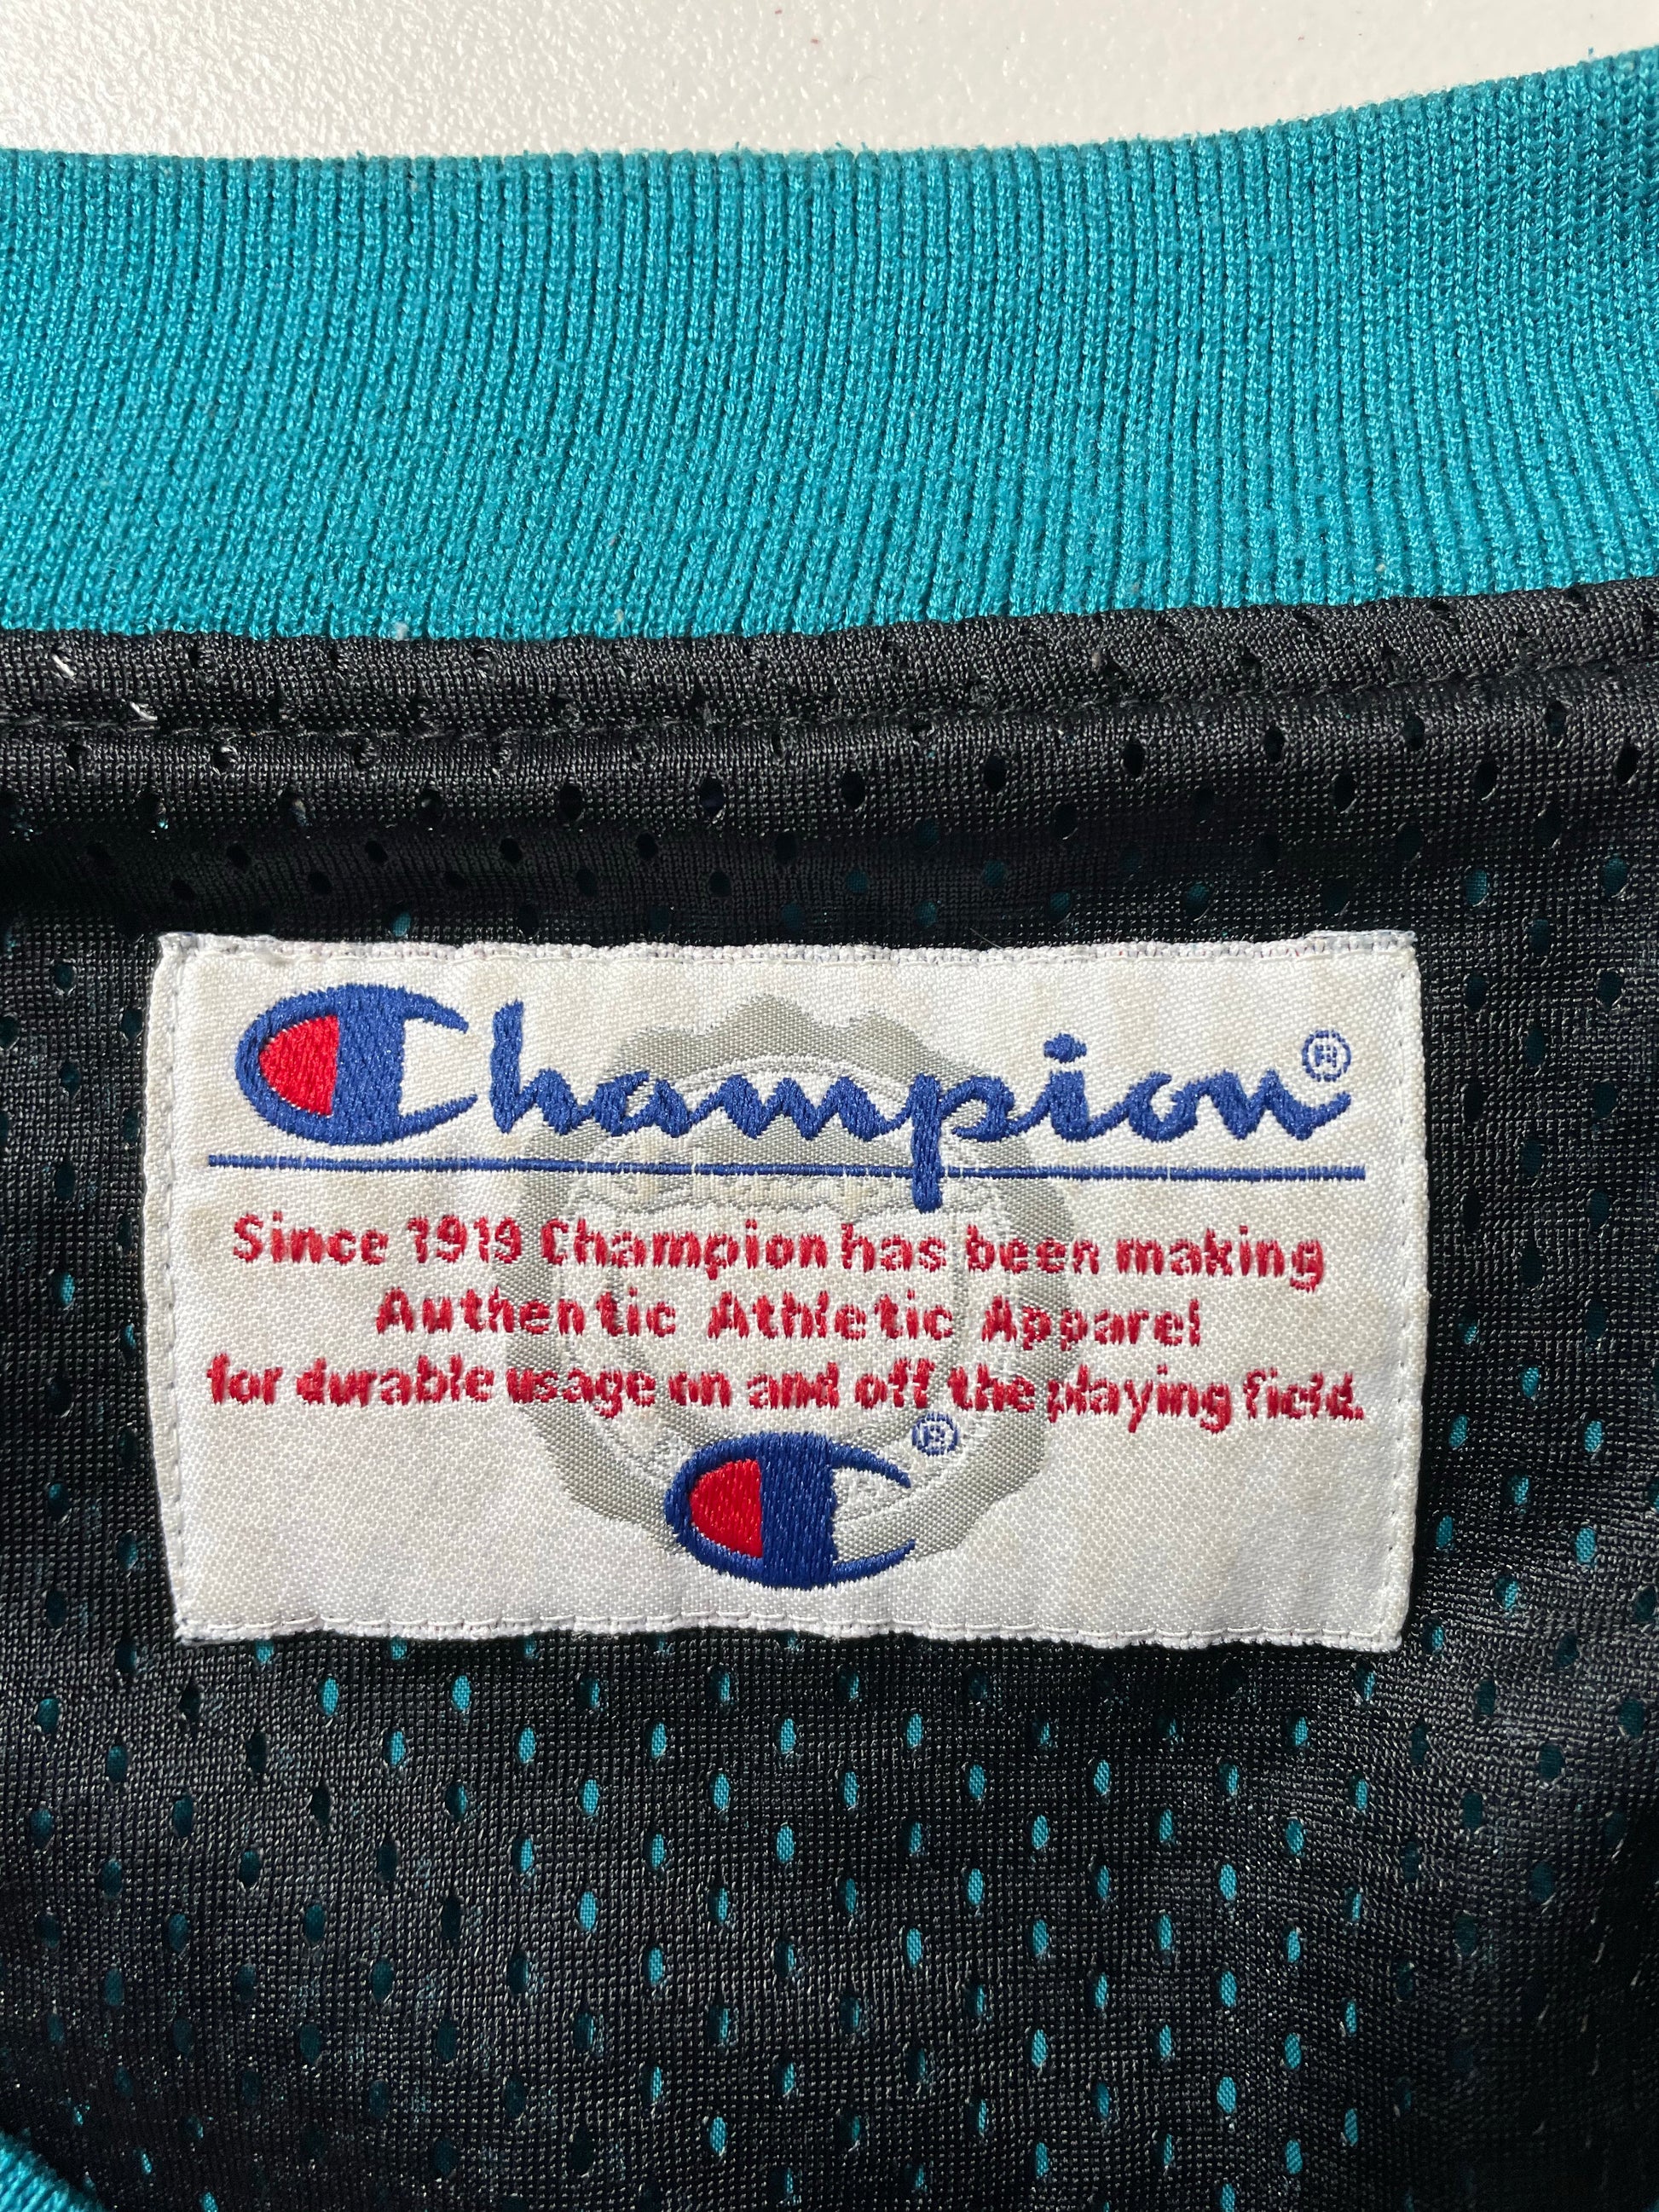 Champion®
Since 1919 Champion has been making
Authentic Athletic Apparel
for durable usage on and off the playing field.
®